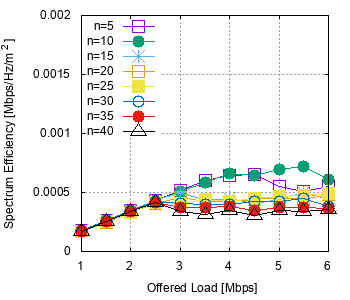 0.002
0.0015
0.001
0.0005
0
Spectrum Efficiency [Mbps/Hz/m²]
n=5
n=10
n=15
n=20
n=25
n=30
n=35
n=40
1 2 3 4 5 6
Offered Load [Mbps]